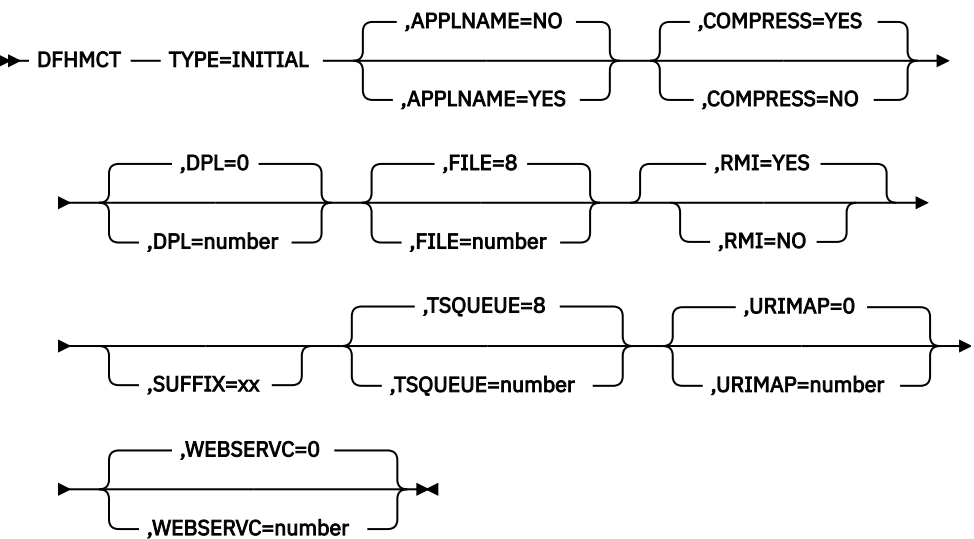 ,APPLNAME=NO ,COMPRESS=YES
DFHMCT TYPE=INITIAL
,APPLNAME=YES ,COMPRESS=NO
,DPL=0 ,FILE=8 ,RMI=YES
,DPL=number ,FILE=number ,RMI=NO
,TSQUEUE=8 ,URIMAP=0
,SUFFIX=xx ,TSQUEUE=number ,URIMAP=number
,WEBSERVC=0
,WEBSERVC=number